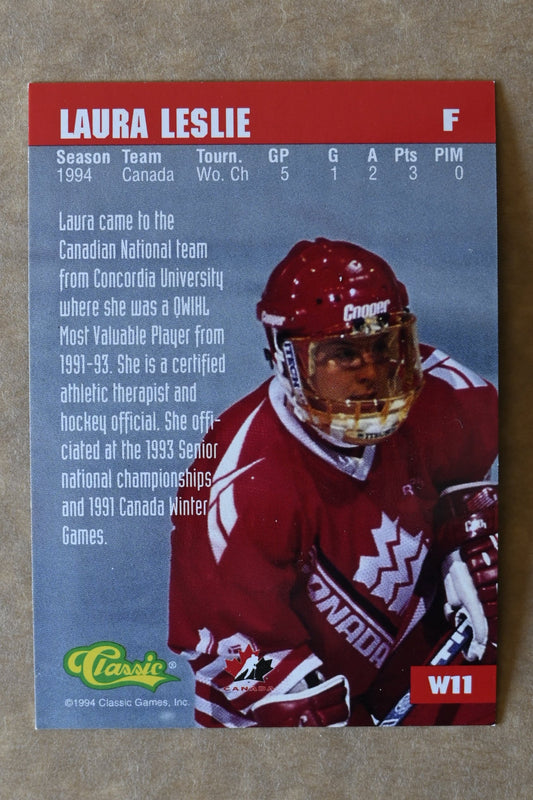 LAURA LESLIE F
Season Team Tourn. GP G A Pts PIM
1994 Canada Wo. Ch 5 1 2 3 0
Laura came to the
Canadian National team
from Concordia University
where she was a QWIHL
Most Valuable Player from
1991-93. She is a certified
athletic therapist and
hockey official. She offi-
ciated at the 1993 Senior
national championships
and 1991 Canada Winter
Games.
Cooper
Cooper
ITECH
CANADA
Classic®
CANADA
©1994 Classic Games, Inc.
W11